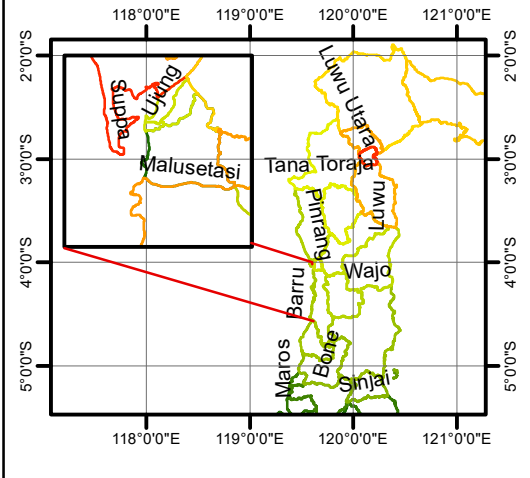 118°0'0"E 119°0'0"E 120°0'0"E 121°0'0"E
2°0'0"S 2°0'0"S
3°0'0"S 3°0'0"S
4°0'0"S 4°0'0"S
5°0'0"S 5°0'0"S
Suppa
Ujung
Malusetasi
Luwu Utara
Tana Toraja
Luwu
Pinrang
Wajo
Barru
Bone
Maros
Sinjai
118°0'0"E 119°0'0"E 120°0'0"E 121°0'0"E